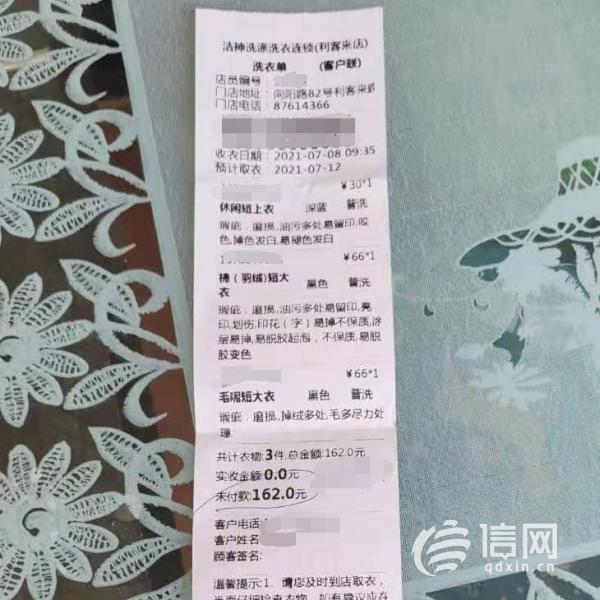 洁神洗涤洗衣连锁(利客来店)
洗衣单 (客户联)
店员编号:
门店地址: 向阳路82号利客来
门店电话: 87614366
收衣日期: 2021-07-08 09:35
预计取衣: 2021-07-12
￥30*1
休闲短上衣 深蓝 普洗
瑕疵: 磨损,油污多处易留印,咬
色,掉色发白,易褪色发白
￥66*1
棉(羽绒)短大 黑色 普洗
衣
瑕疵: 磨损,油污多处易留印,亮
印,划伤,印花(字)易掉不保质,涂
层易掉,易脱胶起泡, 不保质,易脱
胶变色
￥66*1
毛呢短大衣 黑色 普洗
瑕疵: 磨损,掉绒多处,毛多尽力处
理
共计衣物:3件,总金额:162.0元
实收金额:0.0元
未付款:162.0元
客户电话:
客户姓名:
顾客签名:
温馨提示:1、请您及时到店取衣,
信网
qdxin.cn